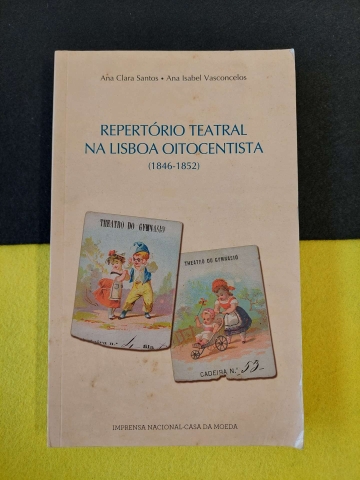 Ana Clara Santos • Ana Isabel Vasconcelos
REPERTÓRIO TEATRAL
NA LISBOA OITOCENTISTA
(1846-1852)
THEATRO DO GYMNASIO
THEATRO DO GYMNASIO
CADEIRA N.º 53
IMPRENSA NACIONAL-CASA DA MOEDA